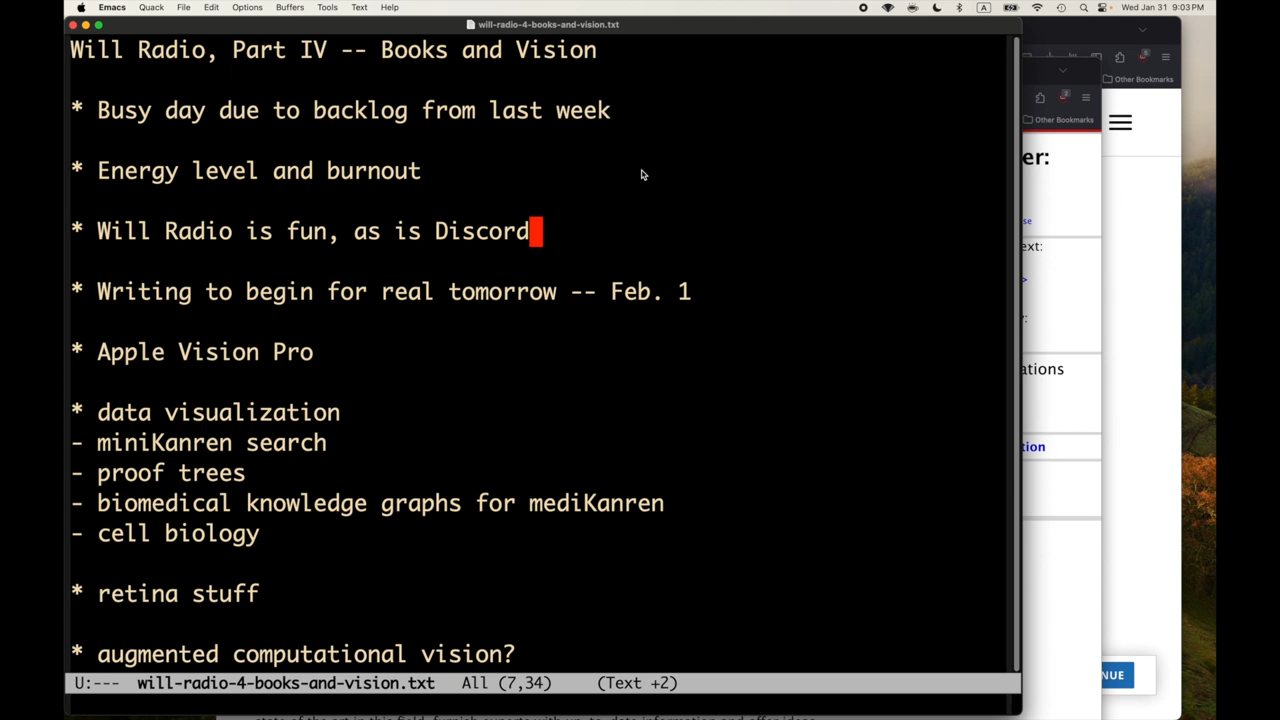 Emacs Quack File Edit Options Buffers Tools Text Help
A
Wed Jan 31 9:03 PM
will-radio-4-books-and-vision.txt
Will Radio, Part IV -- Books and Vision
* Busy day due to backlog from last week
* Energy level and burnout
* Will Radio is fun, as is Discord
* Writing to begin for real tomorrow -- Feb. 1
* Apple Vision Pro
* data visualization
- miniKanren search
- proof trees
- biomedical knowledge graphs for mediKanren
- cell biology
* retina stuff
* augmented computational vision?
U:--- will-radio-4-books-and-vision.txt All (7,34) (Text +2)
Other Bookmarks
Other Bookmarks
er:
ext:
ations
tion
NUE